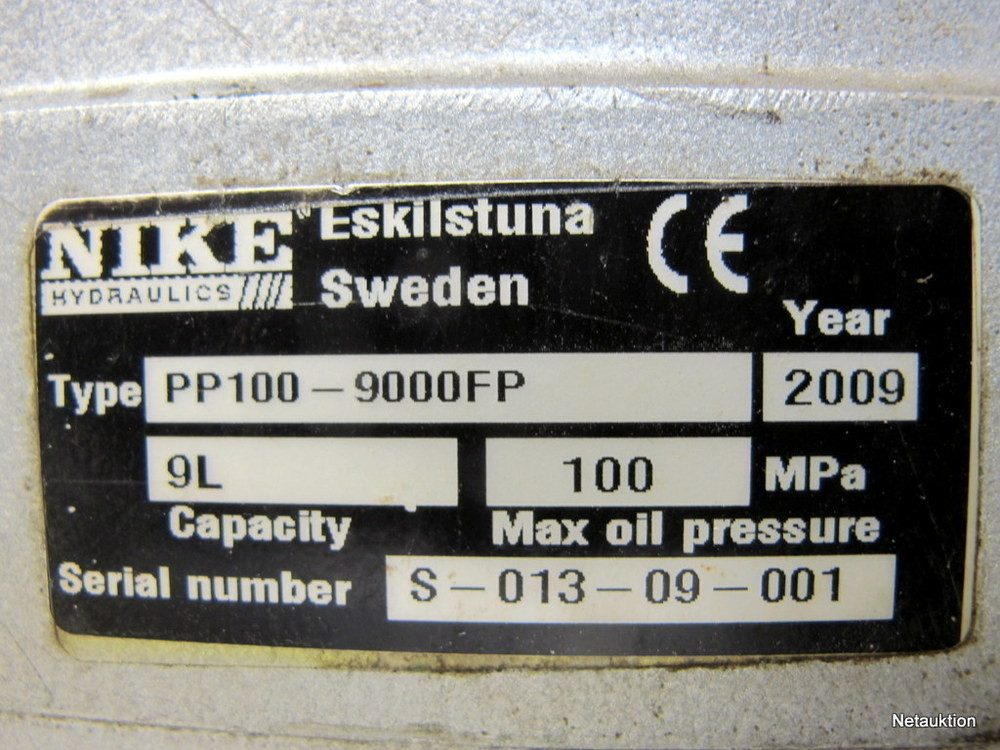 NIKE® Eskilstuna CE
HYDRAULICS Sweden
Year
Type PP100-9000FP 2009
9L 100 MPa
Capacity Max oil pressure
Serial number S-013-09-001
Netauktion